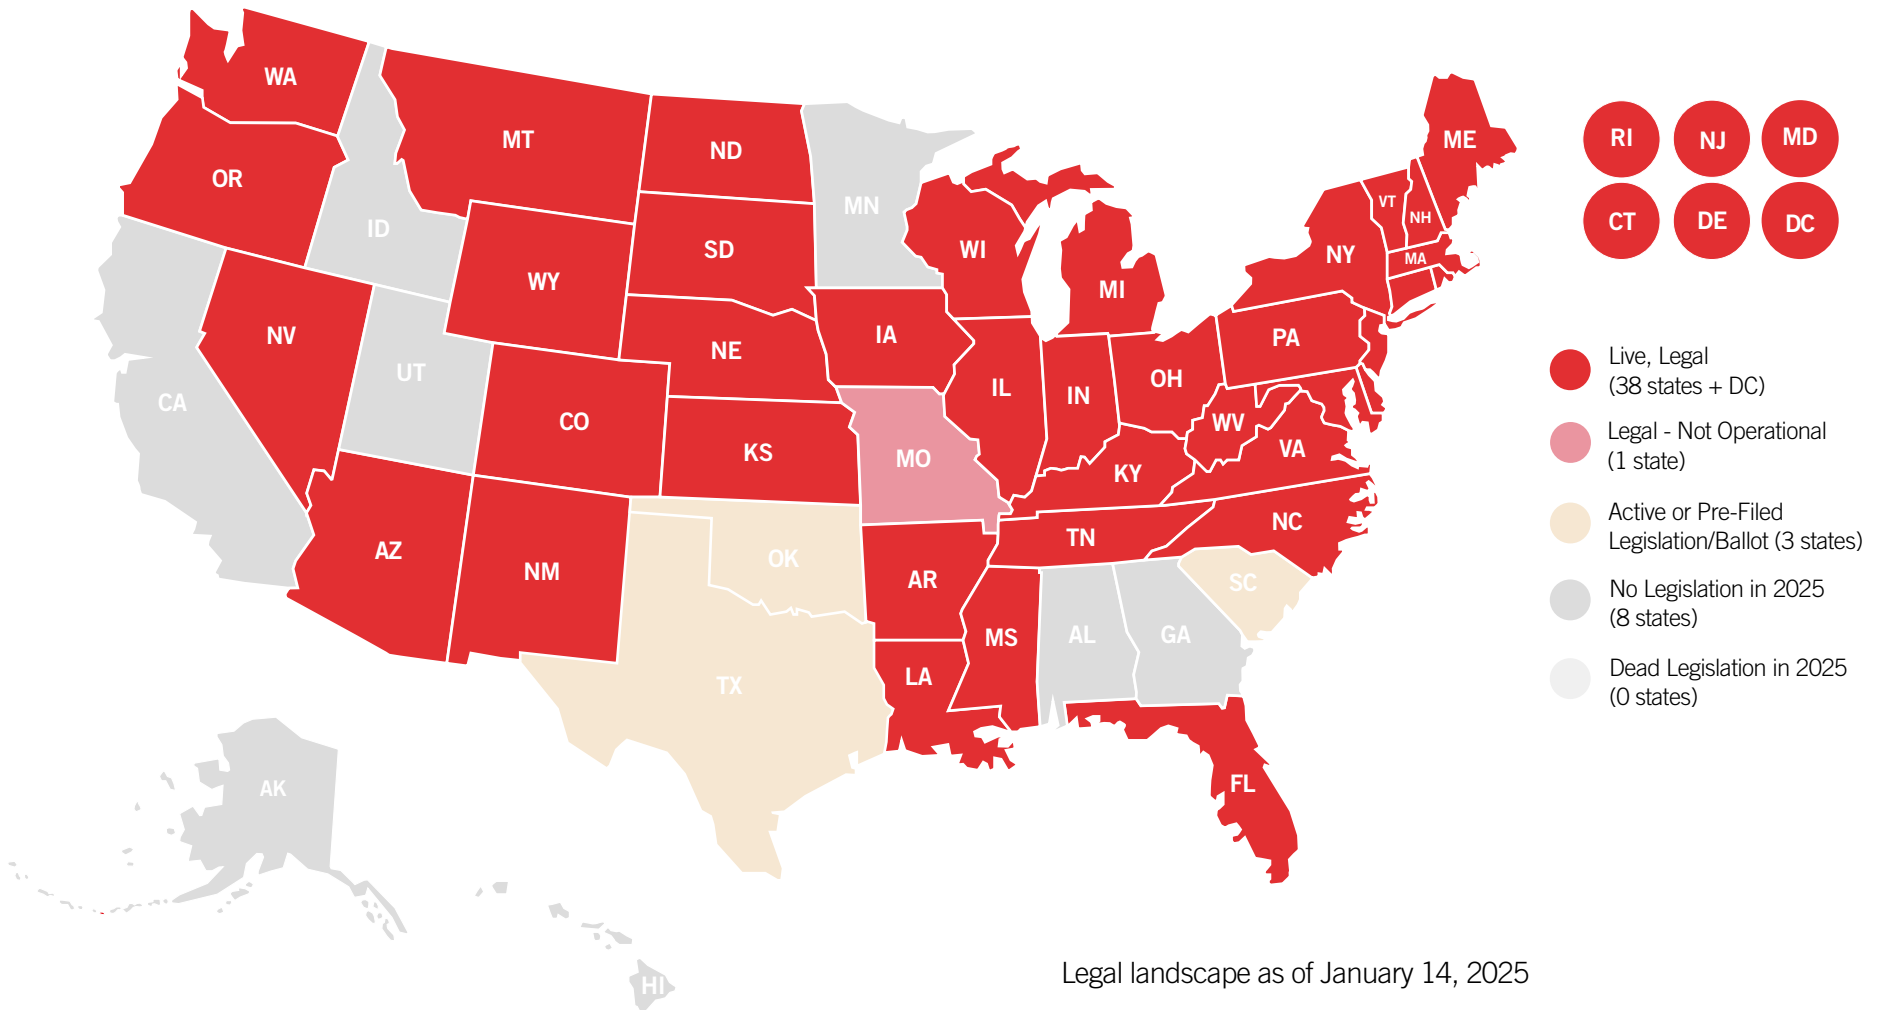 WA
MT
ND
MN
OR
ID
SD
WI
WY
MI
NY
VT
NH
ME
MA
RI
NJ
MD
CT
DE
DC
NV
UT
NE
IA
PA
CA
CO
KS
MO
IL
IN
OH
WV
VA
KY
AZ
NM
OK
AR
TN
NC
SC
TX
LA
MS
AL
GA
FL
AK
HI
Live, Legal
(38 states + DC)
Legal - Not Operational
(1 state)
Active or Pre-Filed
Legislation/Ballot (3 states)
No Legislation in 2025
(8 states)
Dead Legislation in 2025
(0 states)
Legal landscape as of January 14, 2025